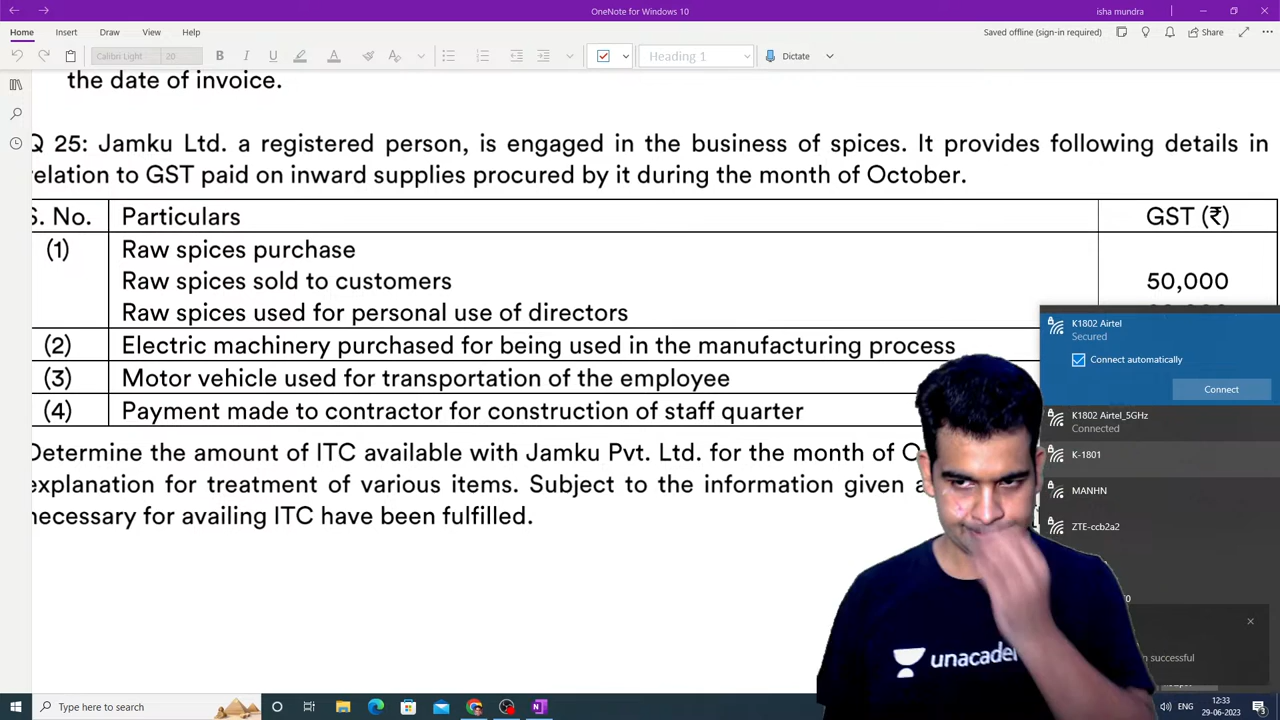 OneNote for Windows 10
isha mundra
Home Insert Draw View Help
Saved offline (sign-in required)
Share
Calibri Light 20
B I U A
Heading 1
Dictate
the date of invoice.
Q 25: Jamku Ltd. a registered person, is engaged in the business of spices. It provides following details in
relation to GST paid on inward supplies procured by it during the month of October.
S. No. Particulars GST (₹)
(1) Raw spices purchase
Raw spices sold to customers 50,000
Raw spices used for personal use of directors
(2) Electric machinery purchased for being used in the manufacturing process
(3) Motor vehicle used for transportation of the employee
(4) Payment made to contractor for construction of staff quarter
Determine the amount of ITC available with Jamku Pvt. Ltd. for the month of
explanation for treatment of various items. Subject to the information given
necessary for availing ITC have been fulfilled.
K1802 Airtel
Secured
Connect automatically
Connect
K1802 Airtel_5GHz
Connected
K-1801
MANHN
ZTE-ccb2a2
successful
unacade
Type here to search
ENG
12:33
29-06-2023
3